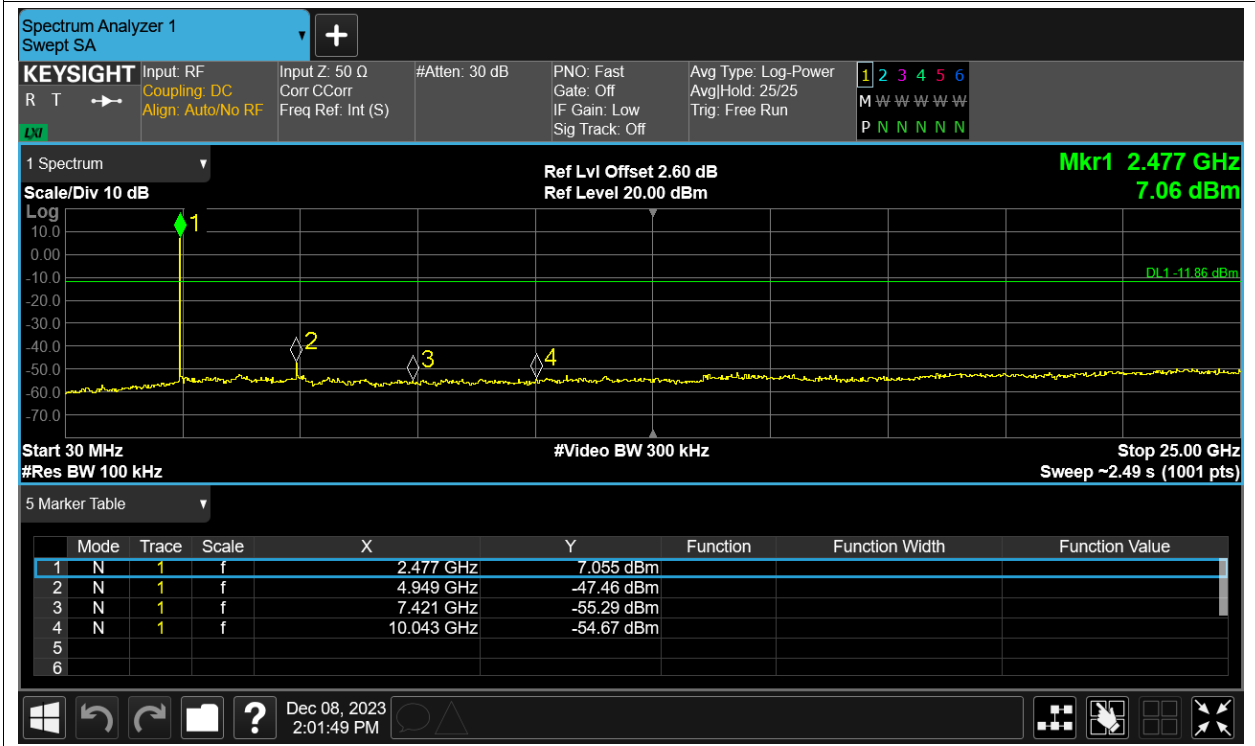 Spectrum Analyzer 1
Swept SA
+
KEYSIGHT
R T
LXI
Input: RF
Coupling: DC
Align: Auto/No RF
Input Z: 50 Ω
Corr CCorr
Freq Ref: Int (S)
#Atten: 30 dB
PNO: Fast
Gate: Off
IF Gain: Low
Sig Track: Off
Avg Type: Log-Power
Avg|Hold: 25/25
Trig: Free Run
1 2 3 4 5 6
M W W W W W
P N N N N N
1 Spectrum
Scale/Div 10 dB
Ref Lvl Offset 2.60 dB
Ref Level 20.00 dBm
Mkr1 2.477 GHz
7.06 dBm
Log
10.0
0.00
-10.0
-20.0
-30.0
-40.0
-50.0
-60.0
-70.0
1
2
3
4
DL1 -11.86 dBm
Start 30 MHz
#Res BW 100 kHz
#Video BW 300 kHz
Stop 25.00 GHz
Sweep ~2.49 s (1001 pts)
5 Marker Table
Mode Trace Scale X Y Function Function Width Function Value
1 N 1 f 2.477 GHz 7.055 dBm
2 N 1 f 4.949 GHz -47.46 dBm
3 N 1 f 7.421 GHz -55.29 dBm
4 N 1 f 10.043 GHz -54.67 dBm
5
6
?
Dec 08, 2023
2:01:49 PM